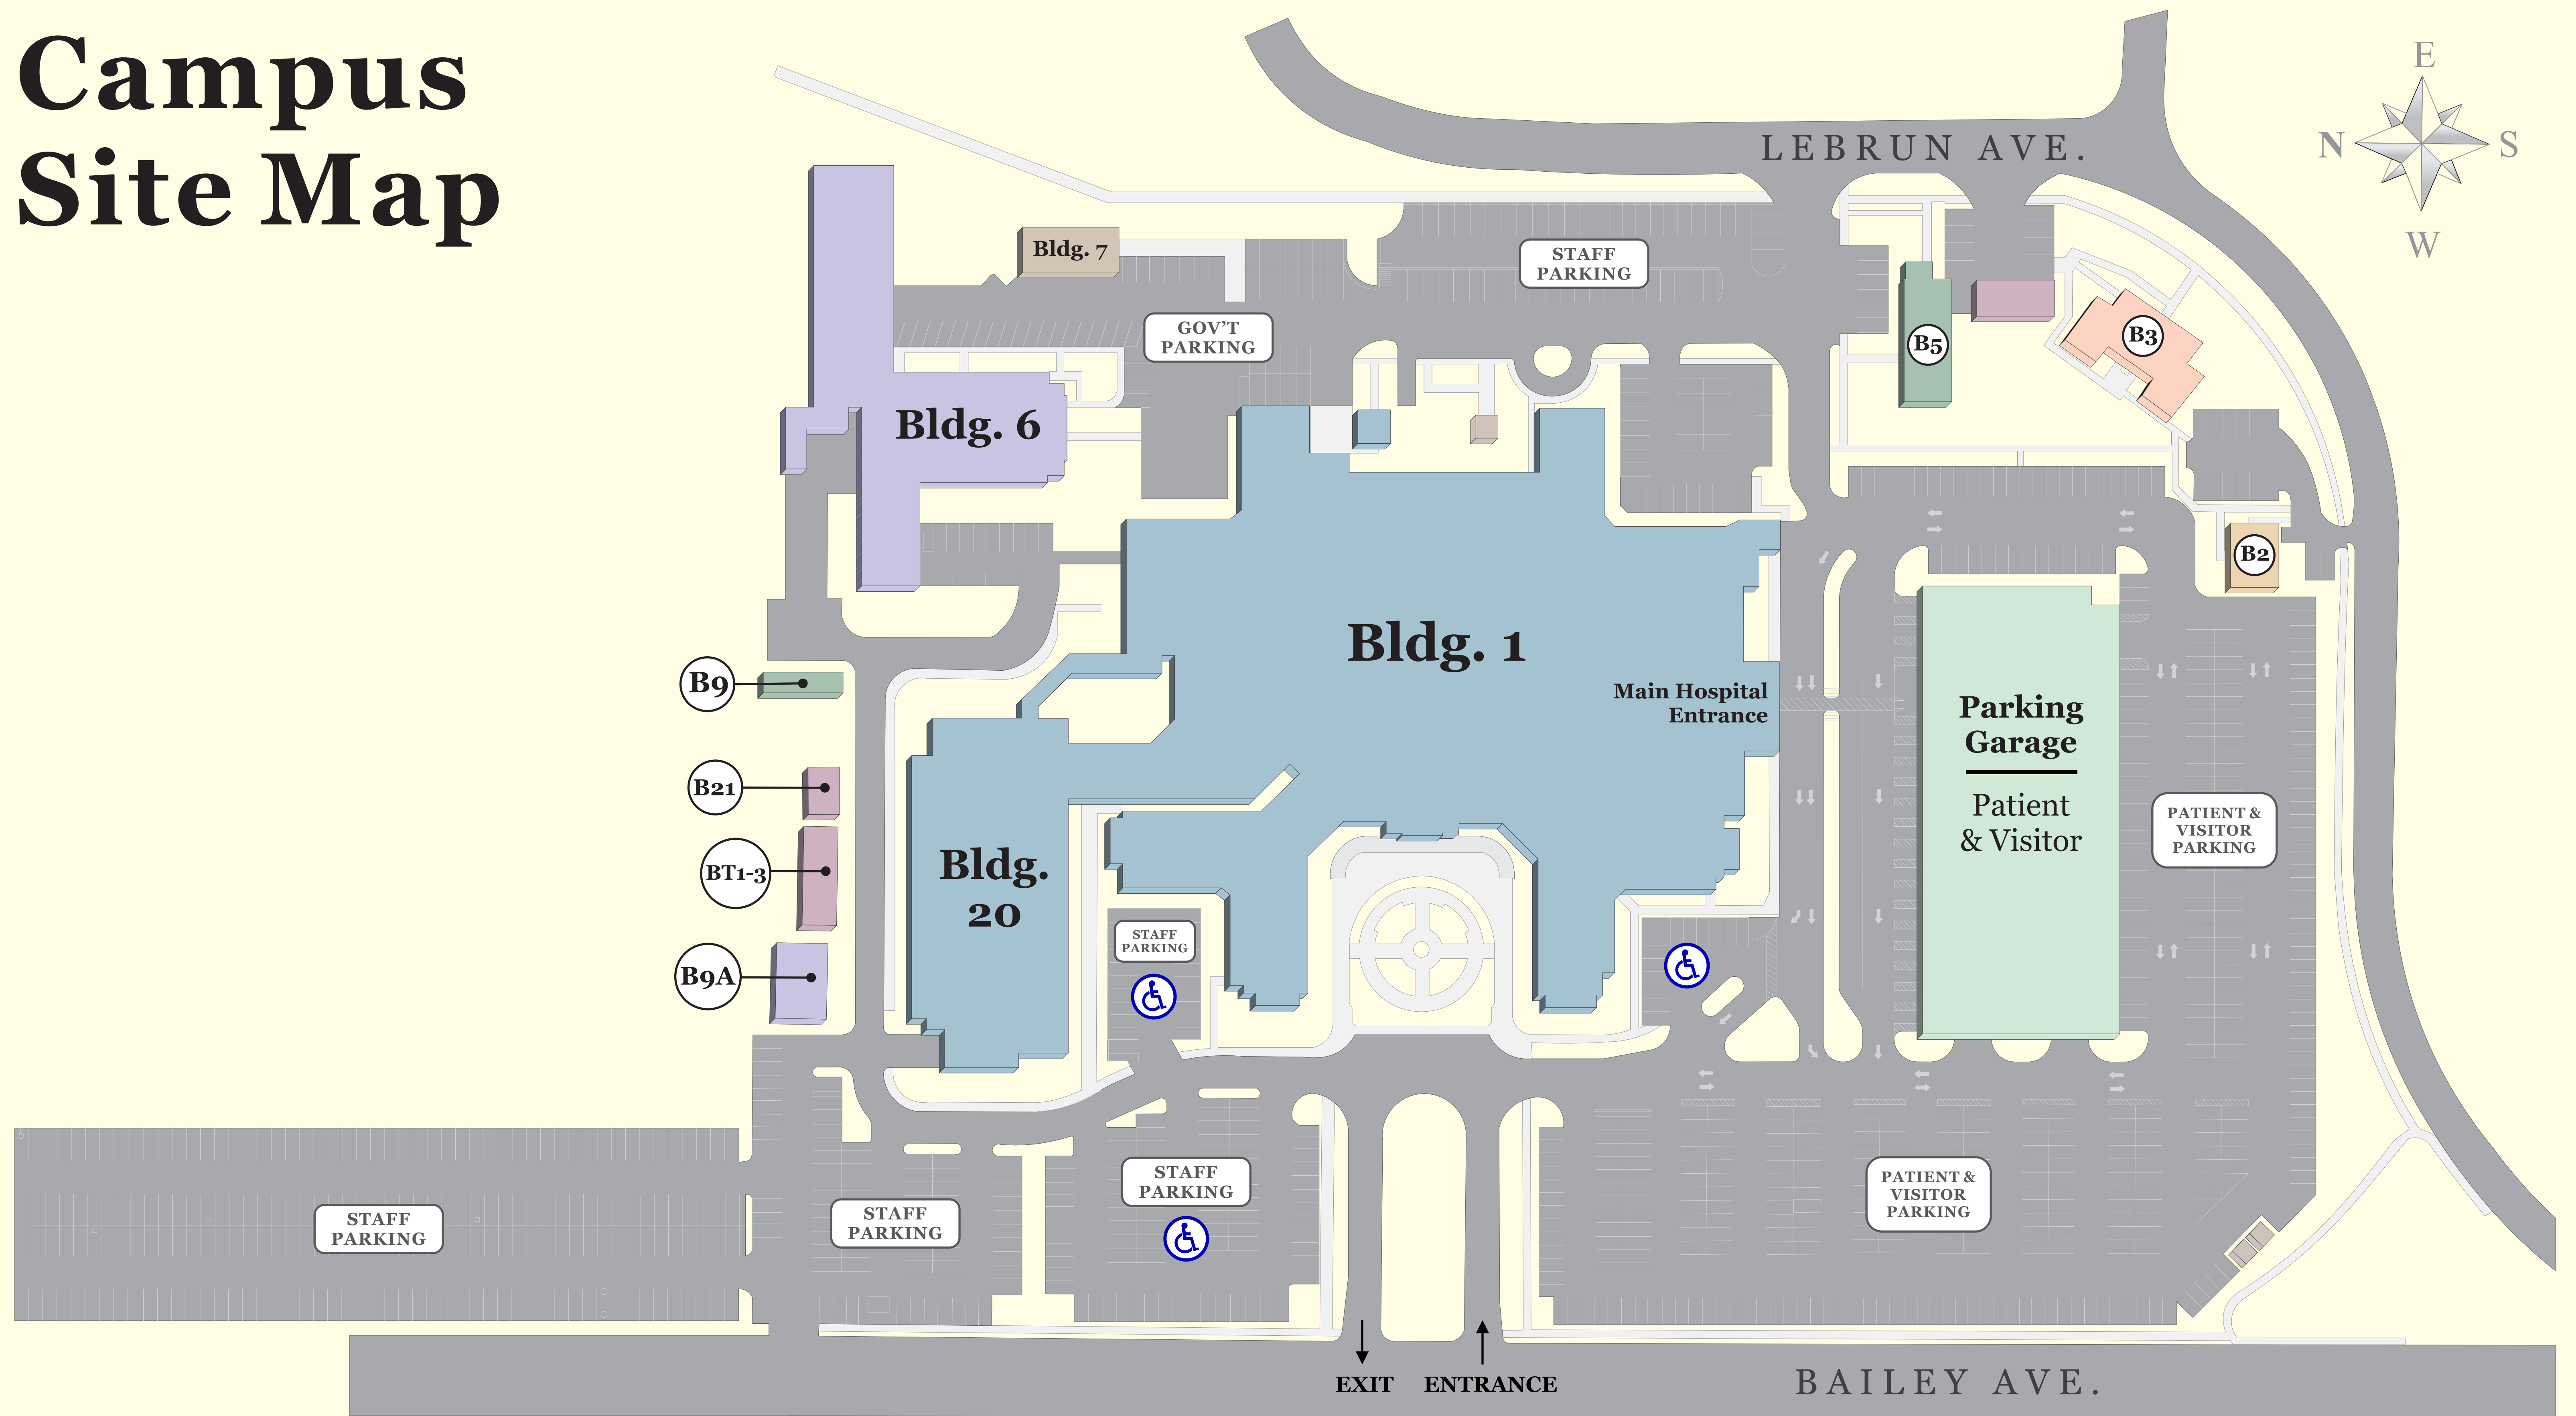 Campus
Site Map
E
N
S
W
LEBRUN AVE.
Bldg. 7
STAFF
PARKING
GOV'T
PARKING
B5
B3
Bldg. 6
B2
Bldg. 1
Main Hospital
Entrance
B9
B21
BT1-3
B9A
Bldg.
20
Parking
Garage
Patient
& Visitor
PATIENT &
VISITOR
PARKING
STAFF
PARKING
STAFF
PARKING
STAFF
PARKING
STAFF
PARKING
PATIENT &
VISITOR
PARKING
EXIT
ENTRANCE
BAILEY AVE.